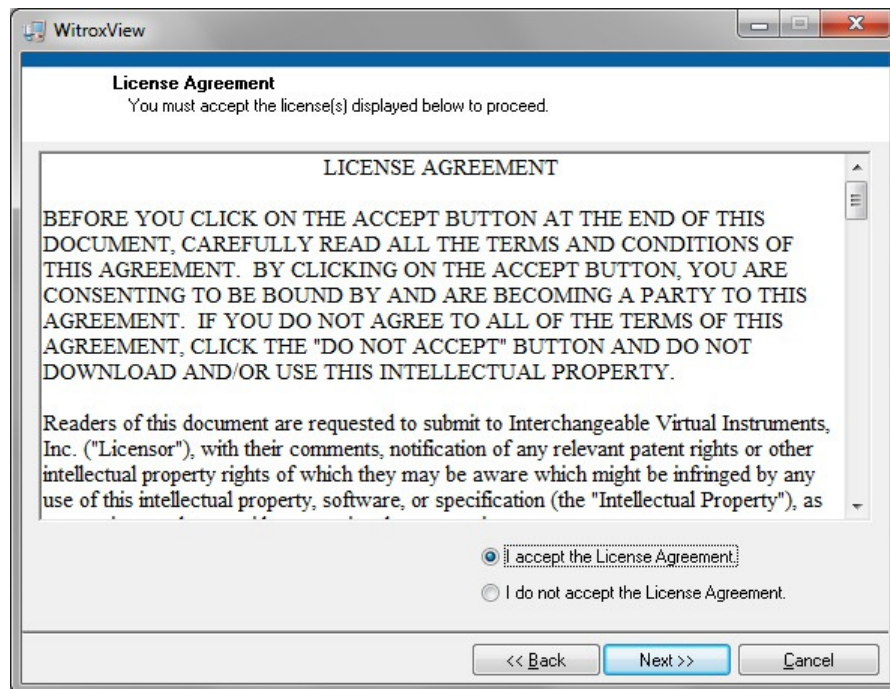 WitroxView
License Agreement
You must accept the license(s) displayed below to proceed.
LICENSE AGREEMENT
BEFORE YOU CLICK ON THE ACCEPT BUTTON AT THE END OF THIS
DOCUMENT, CAREFULLY READ ALL THE TERMS AND CONDITIONS OF
THIS AGREEMENT.  BY CLICKING ON THE ACCEPT BUTTON, YOU ARE
CONSENTING TO BE BOUND BY AND ARE BECOMING A PARTY TO THIS
AGREEMENT.  IF YOU DO NOT AGREE TO ALL OF THE TERMS OF THIS
AGREEMENT, CLICK THE "DO NOT ACCEPT" BUTTON AND DO NOT
DOWNLOAD AND/OR USE THIS INTELLECTUAL PROPERTY.
Readers of this document are requested to submit to Interchangeable Virtual Instruments,
Inc. ("Licensor"), with their comments, notification of any relevant patent rights or other
intellectual property rights of which they may be aware which might be infringed by any
use of this intellectual property, software, or specification (the "Intellectual Property"), as
I accept the License Agreement.
I do not accept the License Agreement.
<< Back
Next >>
Cancel